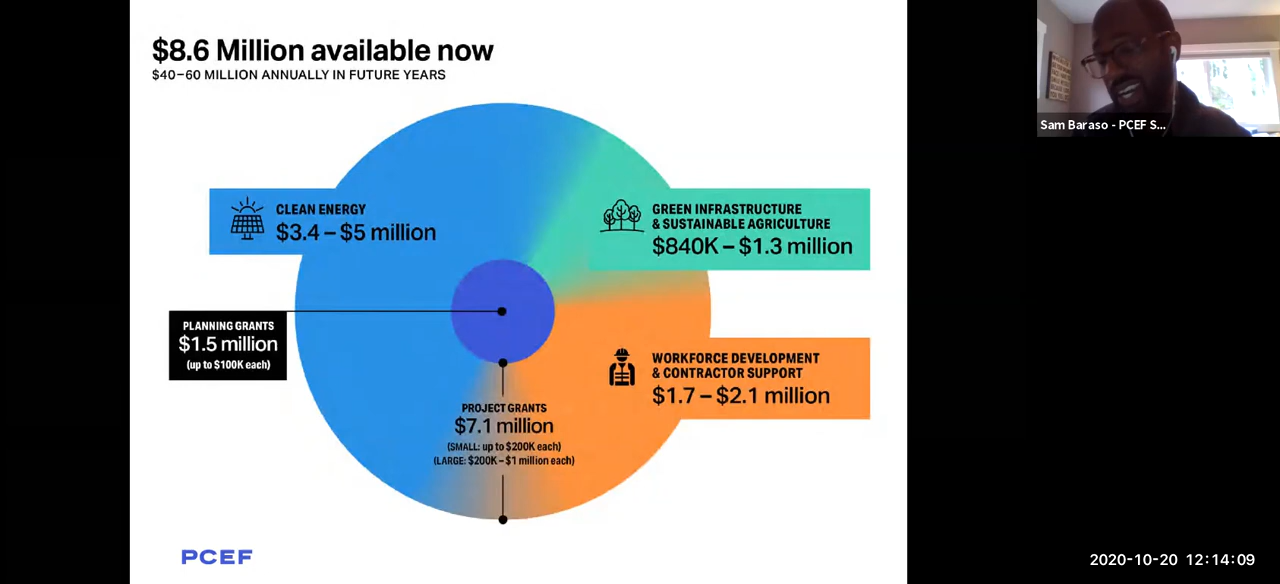 $8.6 Million available now
$40–60 MILLION ANNUALLY IN FUTURE YEARS
CLEAN ENERGY
$3.4 – $5 million
GREEN INFRASTRUCTURE
& SUSTAINABLE AGRICULTURE
$840K – $1.3 million
PLANNING GRANTS
$1.5 million
(up to $100K each)
WORKFORCE DEVELOPMENT
& CONTRACTOR SUPPORT
$1.7 – $2.1 million
PROJECT GRANTS
$7.1 million
(SMALL: up to $200K each)
(LARGE: $200K – $1 million each)
PCEF
Sam Baraso - PCEF S...
2020-10-20 12:14:09